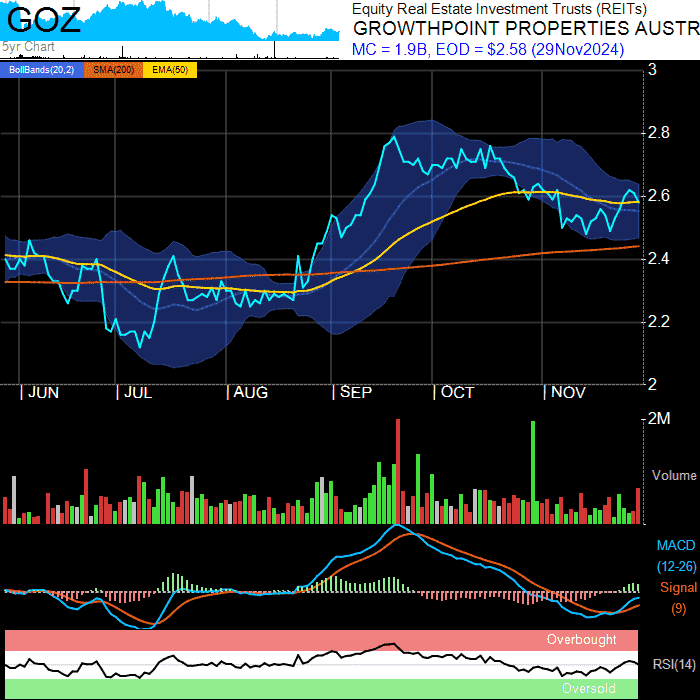 GOZ
5yr Chart
Equity Real Estate Investment Trusts (REITs)
GROWTHPOINT PROPERTIES AUSTR
MC = 1.9B, EOD = $2.58 (29Nov2024)
BollBands(20,2) SMA(200) EMA(50)
3
2.8
2.6
2.4
2.2
2
| JUN | JUL | AUG | SEP | OCT | NOV
2M
Volume
MACD
(12-26)
Signal
(9)
Overbought
RSI(14)
Oversold